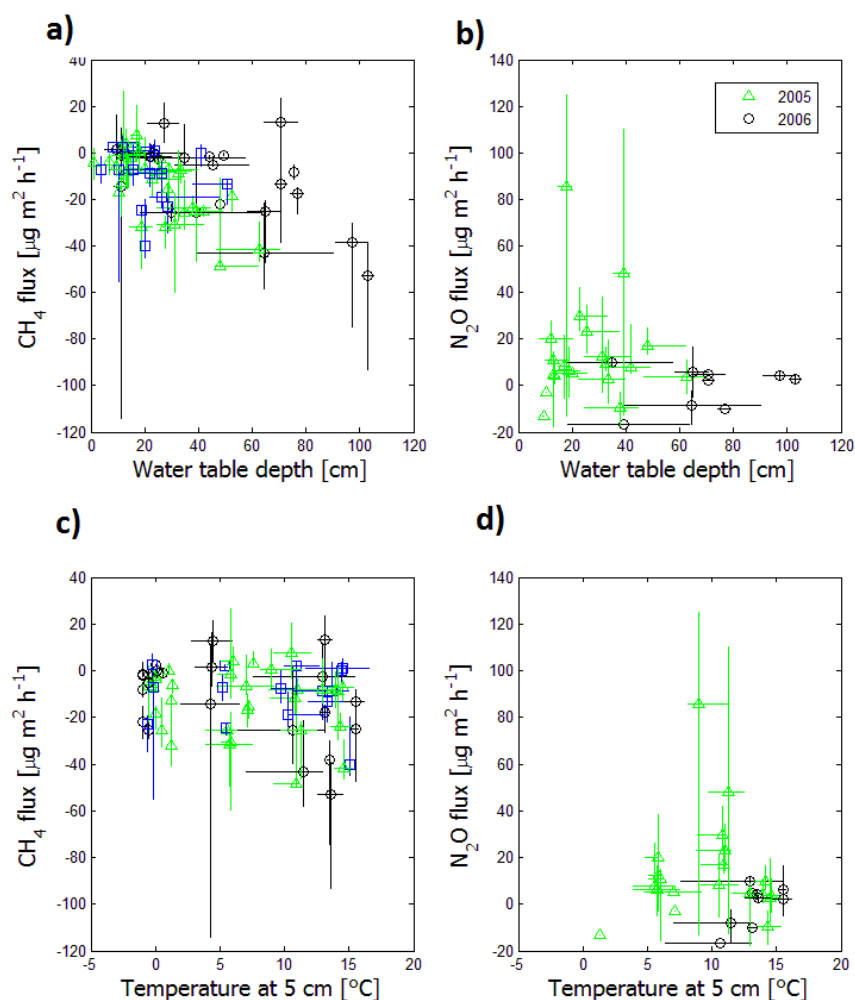 a)
b)
40
20
0
-20
-40
-60
-80
-100
-120
CH4 flux [µg m² h⁻¹]
0 20 40 60 80 100 120
Water table depth [cm]
140
120
100
80
60
40
20
0
-20
N2O flux [µg m² h⁻¹]
2005
2006
0 20 40 60 80 100 120
Water table depth [cm]
c)
d)
40
20
0
-20
-40
-60
-80
-100
-120
CH4 flux [µg m² h⁻¹]
-5 0 5 10 15 20
Temperature at 5 cm [°C]
140
120
100
80
60
40
20
0
-20
N2O flux [µg m² h⁻¹]
-5 0 5 10 15 20
Temperature at 5 cm [°C]